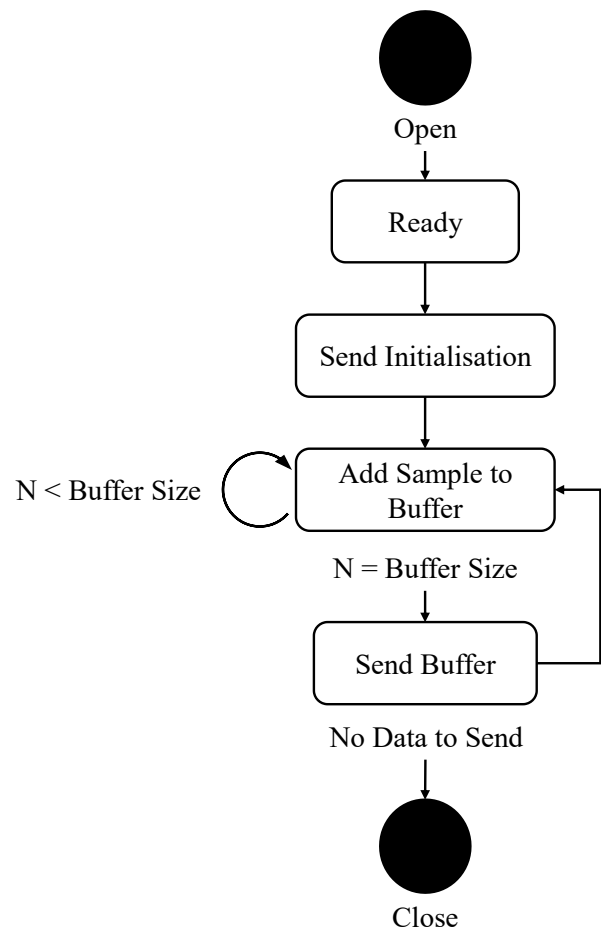 Open
Ready
Send Initialisation
Add Sample to
Buffer
N < Buffer Size
N = Buffer Size
Send Buffer
No Data to Send
Close